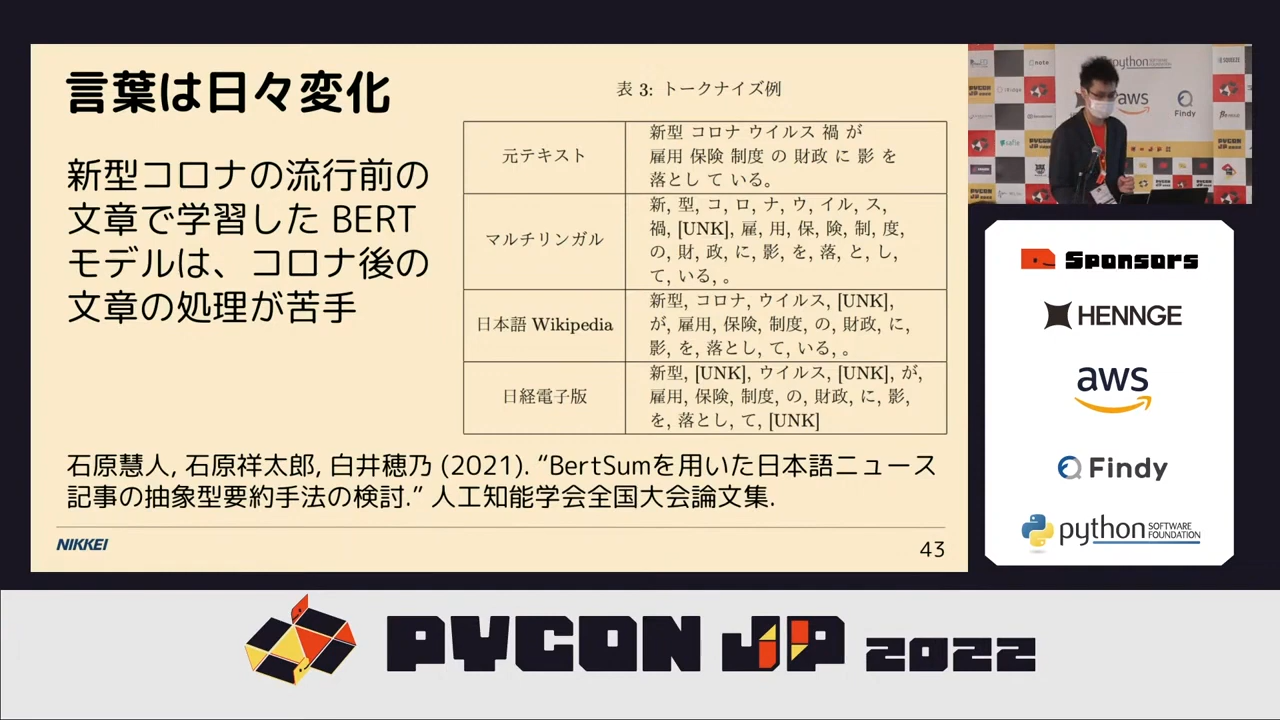 言葉は日々変化
新型コロナの流行前の
文章で学習した BERT
モデルは、コロナ後の
文章の処理が苦手
表 3: トークナイズ例
元テキスト
新型 コロナ ウイルス 禍 が
雇用 保険 制度 の 財政 に 影 を
落とし て いる。
マルチリンガル
新, 型, コ, ロ, ナ, ウ, イル, ス,
禍, [UNK], 雇, 用, 保, 険, 制, 度,
の, 財, 政, に, 影, を, 落, と, し,
て, いる, 。
日本語 Wikipedia
新型, コロナ, ウイルス, [UNK],
が, 雇用, 保険, 制度, の, 財政, に,
影, を, 落とし, て, いる, 。
日経電子版
新型, [UNK], ウイルス, [UNK], が,
雇用, 保険, 制度, の, 財政, に, 影,
を, 落とし, て, [UNK]
石原慧人, 石原祥太郎, 白井穂乃 (2021). “BertSumを用いた日本語ニュース
記事の抽象型要約手法の検討.” 人工知能学会全国大会論文集.
NIKKEI
43
python
aws
Findy
note
Sponsors
HENNGE
aws
Findy
python SOFTWARE
FOUNDATION
PYCON JP 2022